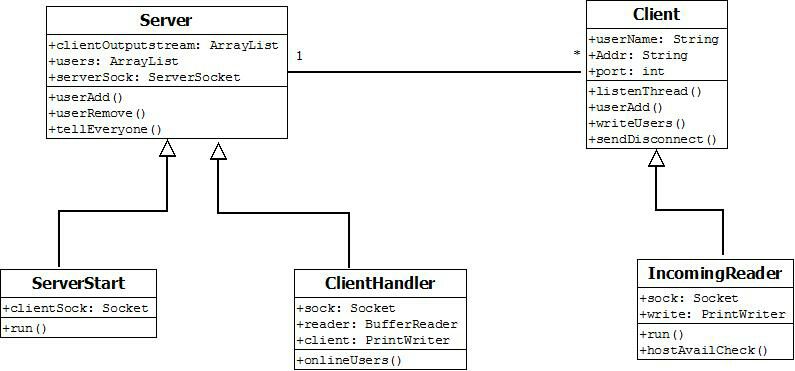 Server
+clientOutputstream: ArrayList
+users: ArrayList
+serverSock: ServerSocket
+userAdd()
+userRemove()
+tellEveryone()
1
*
Client
+userName: String
+Addr: String
+port: int
+listenThread()
+userAdd()
+writeUsers()
+sendDisconnect()
ServerStart
+clientSock: Socket
+run()
ClientHandler
+sock: Socket
+reader: BufferReader
+client: PrintWriter
+onlineUsers()
IncomingReader
+sock: Socket
+write: PrintWriter
+run()
+hostAvailCheck()